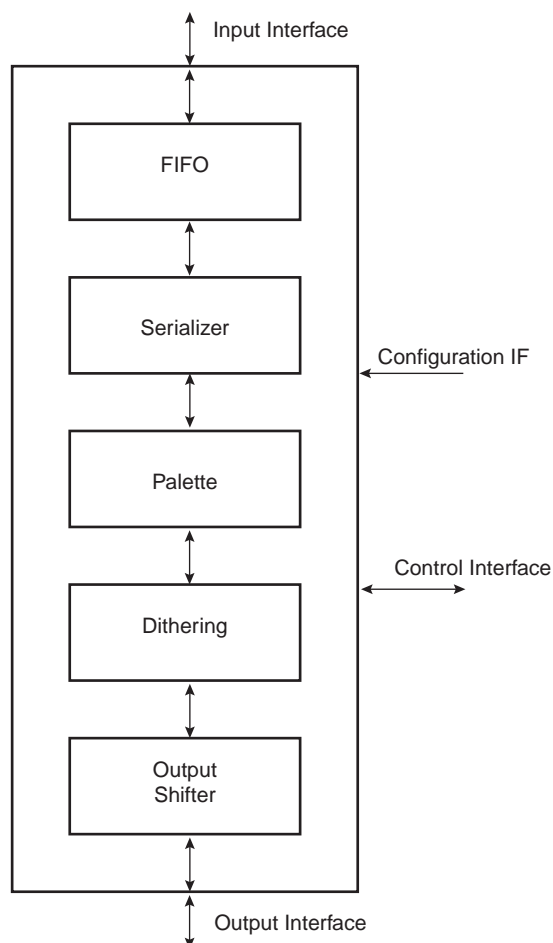 Input Interface
FIFO
Serializer
Configuration IF
Palette
Control Interface
Dithering
Output
Shifter
Output Interface